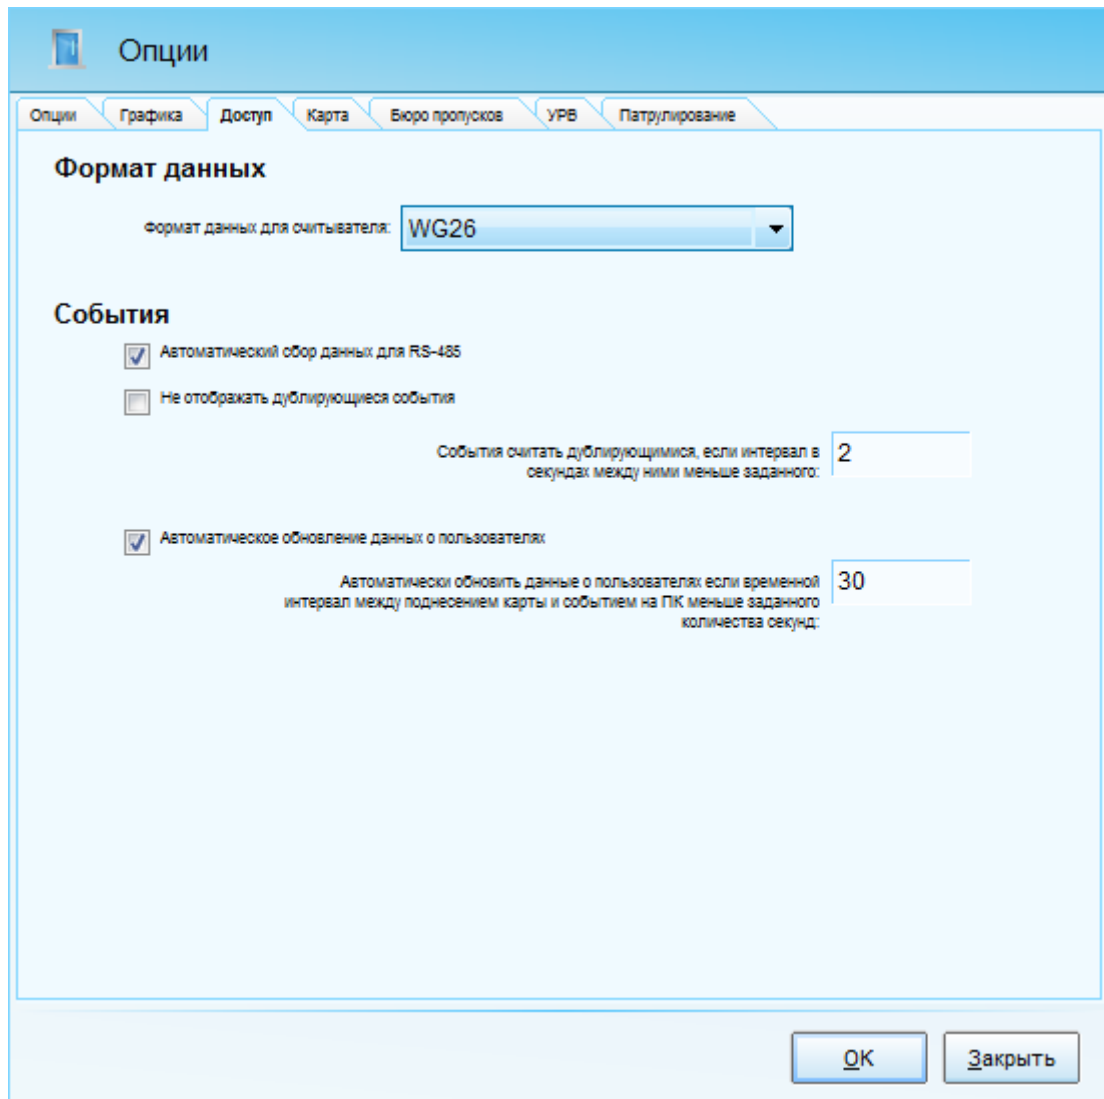 Опции
Опции Графика Доступ Карта Бюро пропусков УРВ Патрулирование
Формат данных
Формат данных для считывателя: WG26
События
Автоматический сбор данных для RS-485
Не отображать дублирующиеся события
События считать дублирующимися, если интервал в
секундах между ними меньше заданного:
2
Автоматическое обновление данных о пользователях
Автоматически обновить данные о пользователях если временной
интервал между поднесением карты и событием на ПК меньше заданного
количества секунд:
30
OK Закрыть